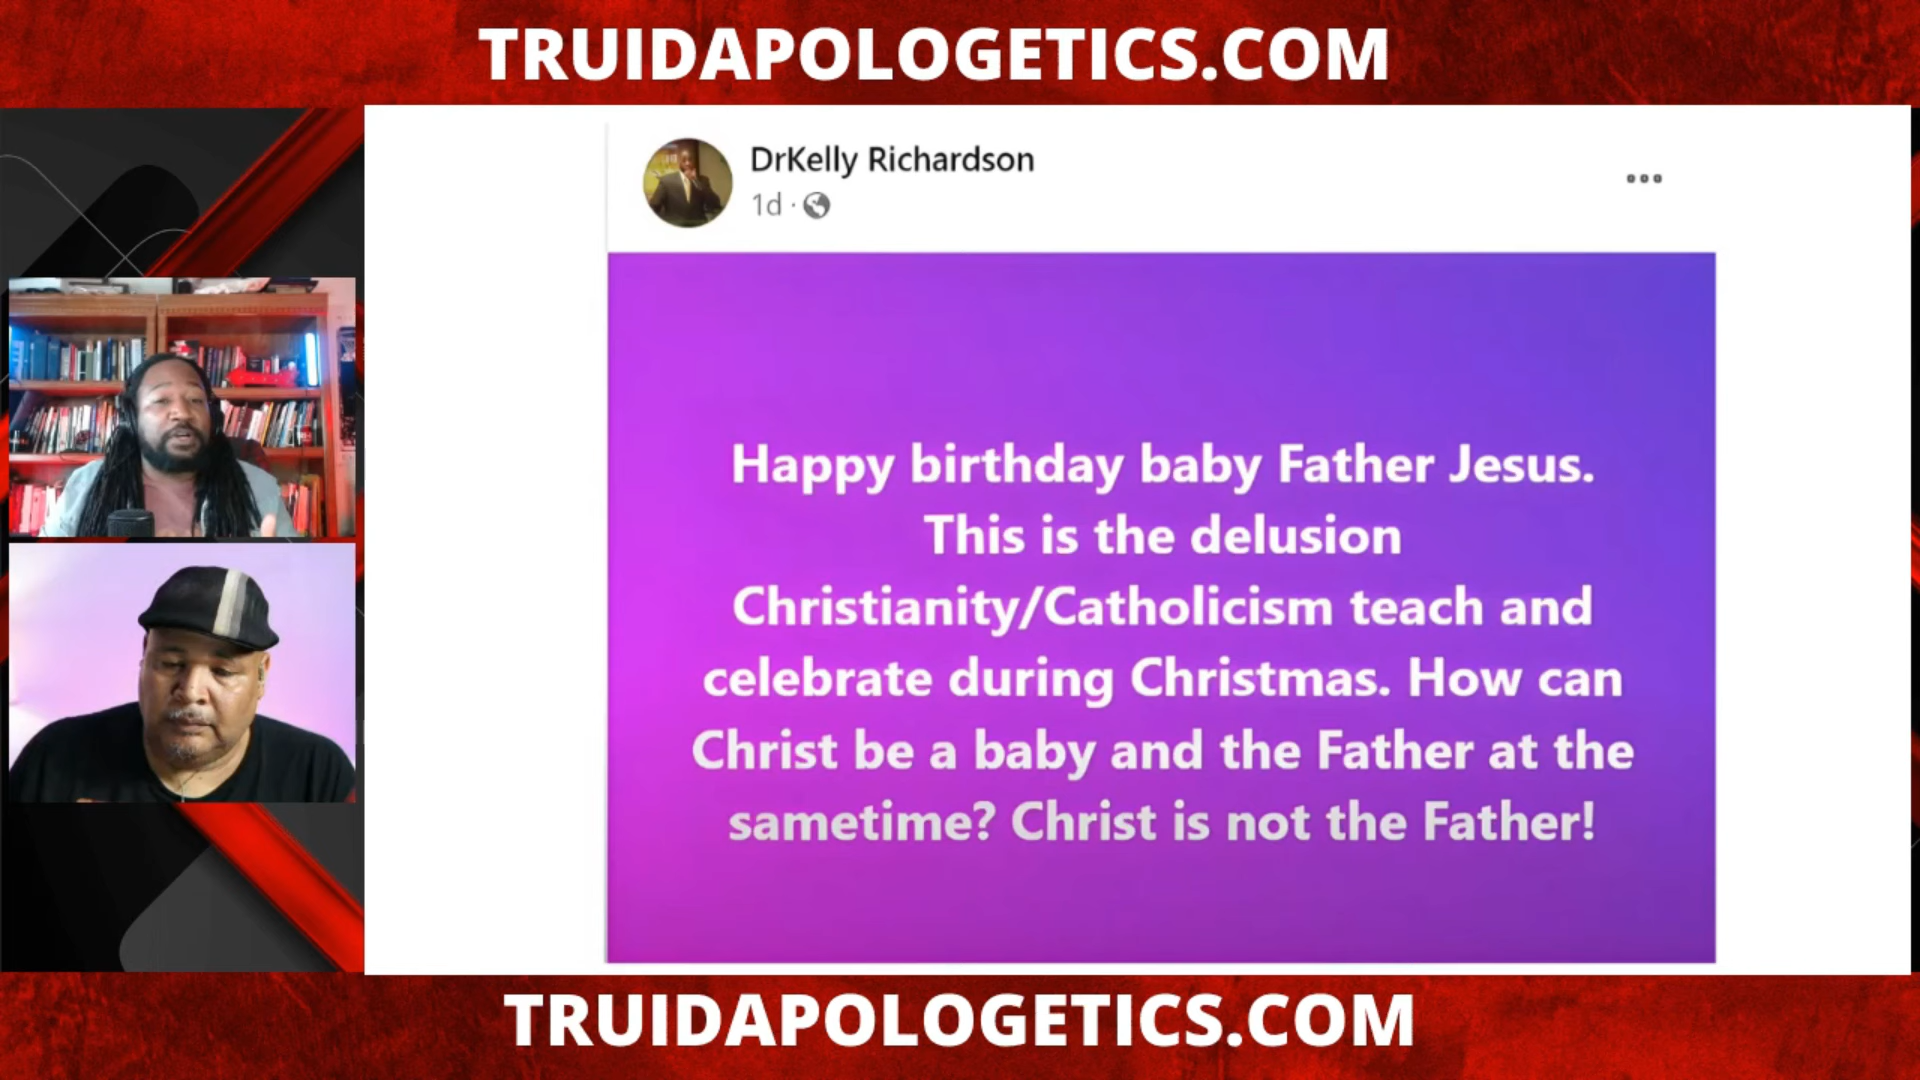 TRUIDAPOLOGETICS.COM
DrKelly Richardson
1d ·
Happy birthday baby Father Jesus.
This is the delusion
Christianity/Catholicism teach and
celebrate during Christmas. How can
Christ be a baby and the Father at the
sametime? Christ is not the Father!
TRUIDAPOLOGETICS.COM